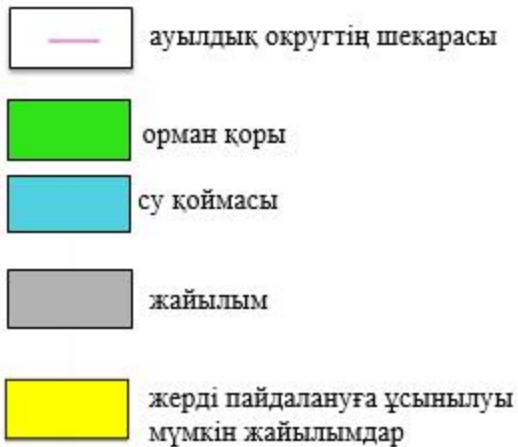 ауылдық округтің шекарасы
орман қоры
су қоймасы
жайылым
жерді пайдалануға ұсынылуы
мүмкін жайылымдар